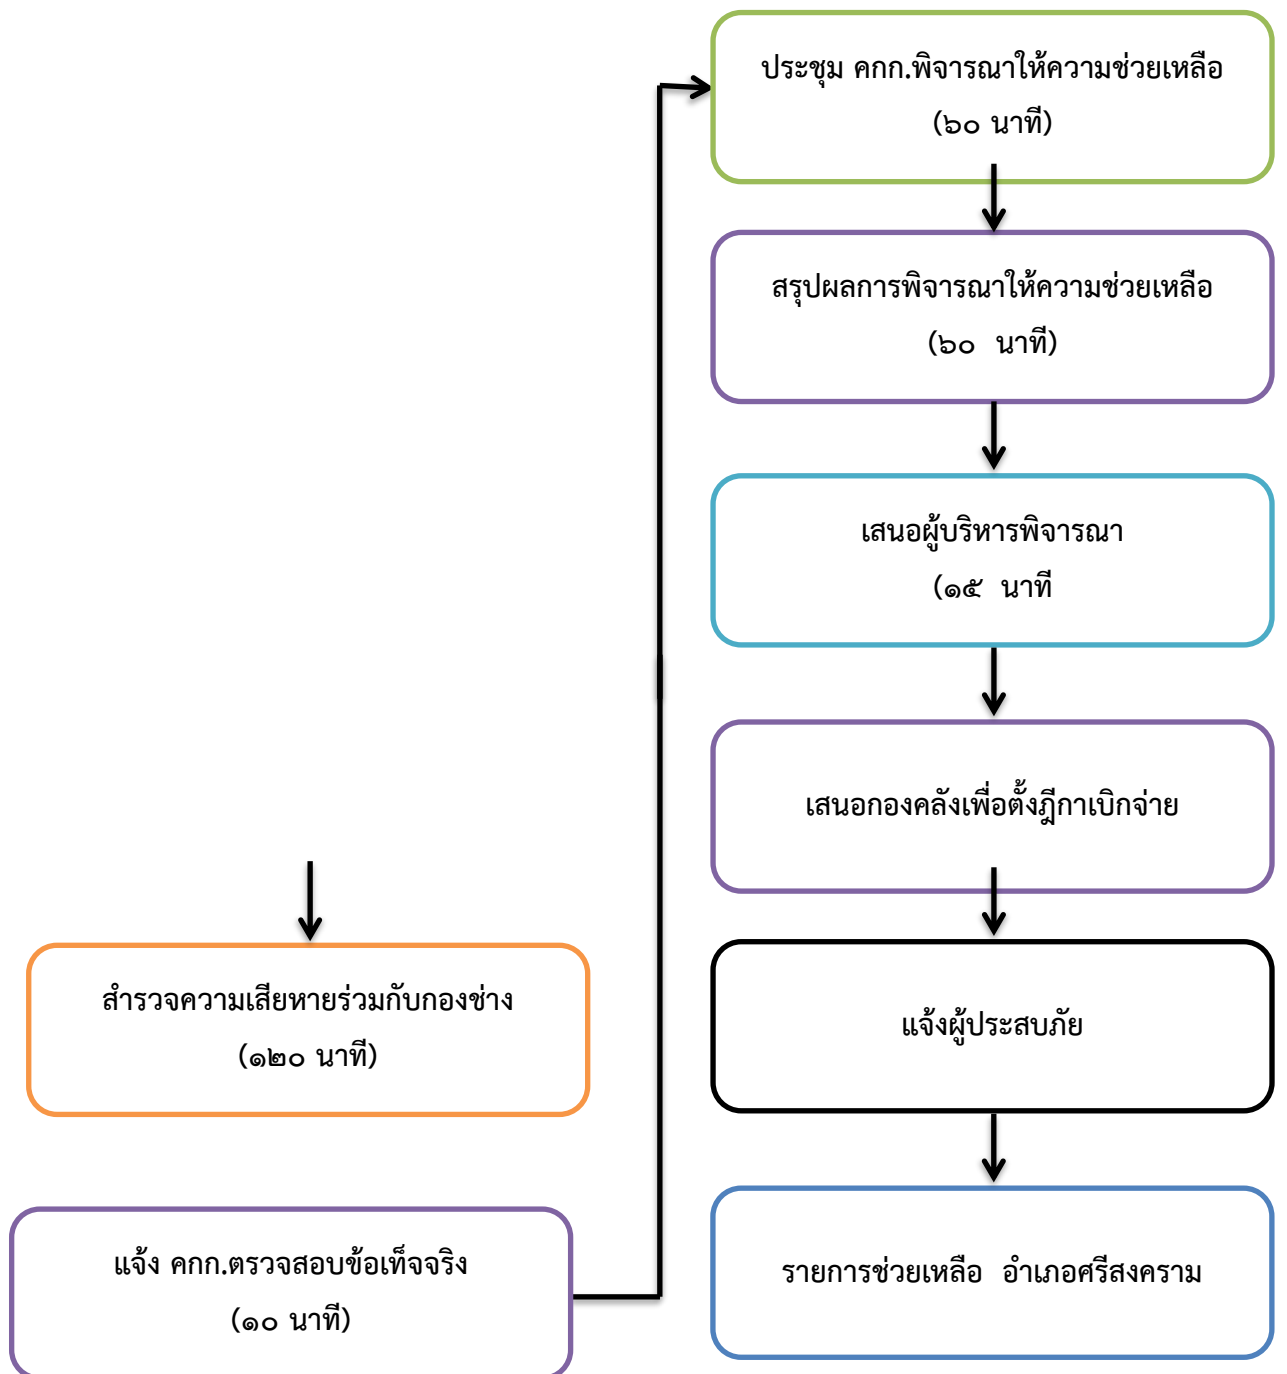 สำรวจความเสียหายร่วมกับกองช่าง
(๑๒๐ นาที)
แจ้ง คกก.ตรวจสอบข้อเท็จจริง
(๑๐ นาที)
ประชุม คกก.พิจารณาให้ความช่วยเหลือ
(๖๐ นาที)
สรุปผลการพิจารณาให้ความช่วยเหลือ
(๖๐  นาที)
เสนอผู้บริหารพิจารณา
(๑๕  นาที
เสนอกองคลังเพื่อตั้งฎีกาเบิกจ่าย
แจ้งผู้ประสบภัย
รายการช่วยเหลือ  อำเภอศรีสงคราม